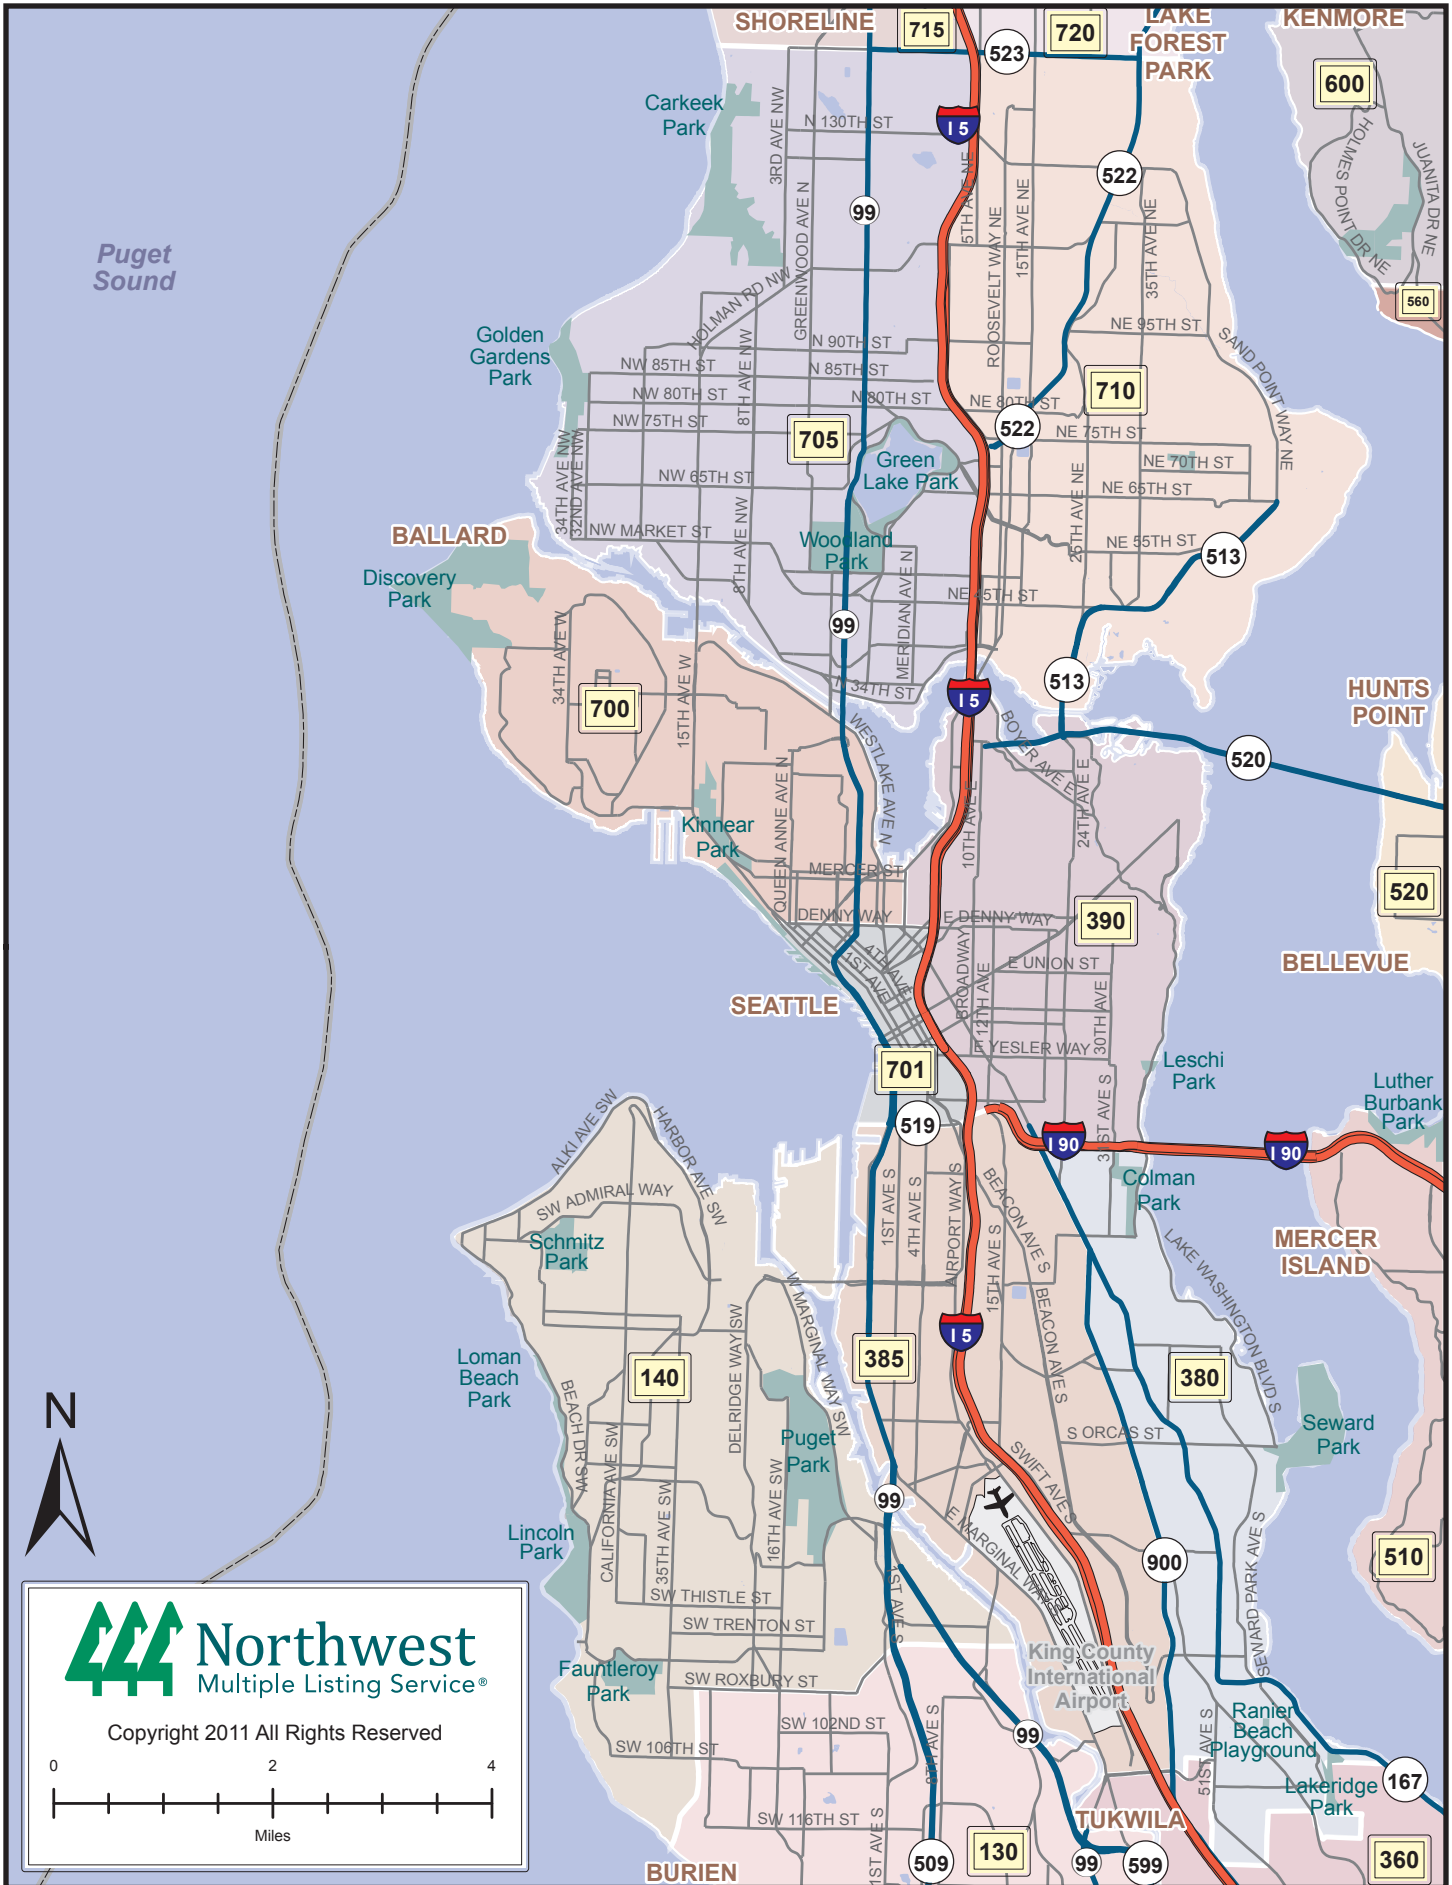 SHORELINE
715
720
LAKE
FOREST
PARK
KENMORE
523
600
Carkeek
Park
3RD AVE NW
N 130TH ST
I 5
522
HOLMES POINT DR NE
JUANITA DR NE
99
GREENWOOD AVE N
5TH AVE NE
ROOSEVELT WAY NE
15TH AVE NE
35TH AVE NE
Puget
Sound
560
HOLMAN RD NW
Golden
Gardens
Park
N 90TH ST
NE 95TH ST
SAND POINT WAY NE
NW 85TH ST
N 85TH ST
8TH AVE NW
NW 80TH ST
N 80TH ST
NE 80TH ST
710
NW 75TH ST
705
522
NE 75TH ST
34TH AVE NW
32ND AVE NW
Green
Lake Park
NE 70TH ST
NW 65TH ST
25TH AVE NE
NE 65TH ST
BALLARD
NW MARKET ST
8TH AVE NW
Woodland
Park
NE 55TH ST
513
Discovery
Park
MERIDIAN AVE N
NE 45TH ST
99
34TH AVE W
15TH AVE W
N 34TH ST
513
I 5
700
HUNTS
POINT
WESTLAKE AVE N
BOYER AVE E
520
QUEEN ANNE AVE N
10TH AVE E
24TH AVE E
Kinnear
Park
MERCER ST
520
DENNY WAY
E DENNY WAY
390
4TH AVE
1ST AVE
BROADWAY
12TH AVE
E UNION ST
30TH AVE
BELLEVUE
SEATTLE
E YESLER WAY
701
Leschi
Park
Luther
Burbank
Park
519
31ST AVE S
I 90
I 90
ALKI AVE SW
HARBOR AVE SW
SW ADMIRAL WAY
Colman
Park
1ST AVE S
4TH AVE S
AIRPORT WAY S
BEACON AVE S
15TH AVE S
Schmitz
Park
LAKE WASHINGTON BLVD S
MERCER
ISLAND
W MARGINAL WAY SW
BEACON AVE S
I 5
Loman
Beach
Park
140
DELRIDGE WAY SW
385
380
BEACH DR SW
CALIFORNIA AVE SW
Puget
Park
S ORCAS ST
Seward
Park
N
35TH AVE SW
16TH AVE SW
99
SWIFT AVE S
E MARGINAL WAY
Lincoln
Park
900
SEWARD PARK AVE S
510
SW THISTLE ST
1ST AVE S
SW TRENTON ST
Fauntleroy
Park
SW ROXBURY ST
King County
International
Airport
SW 102ND ST
99
8TH AVE S
51ST AVE S
Ranier
Beach
Playground
SW 106TH ST
Lakeridge
Park
167
SW 116TH ST
1ST AVE S
TUKWILA
130
509
99
599
360
BURIEN
Northwest
Multiple Listing Service®
Copyright 2011 All Rights Reserved
0
2
4
Miles